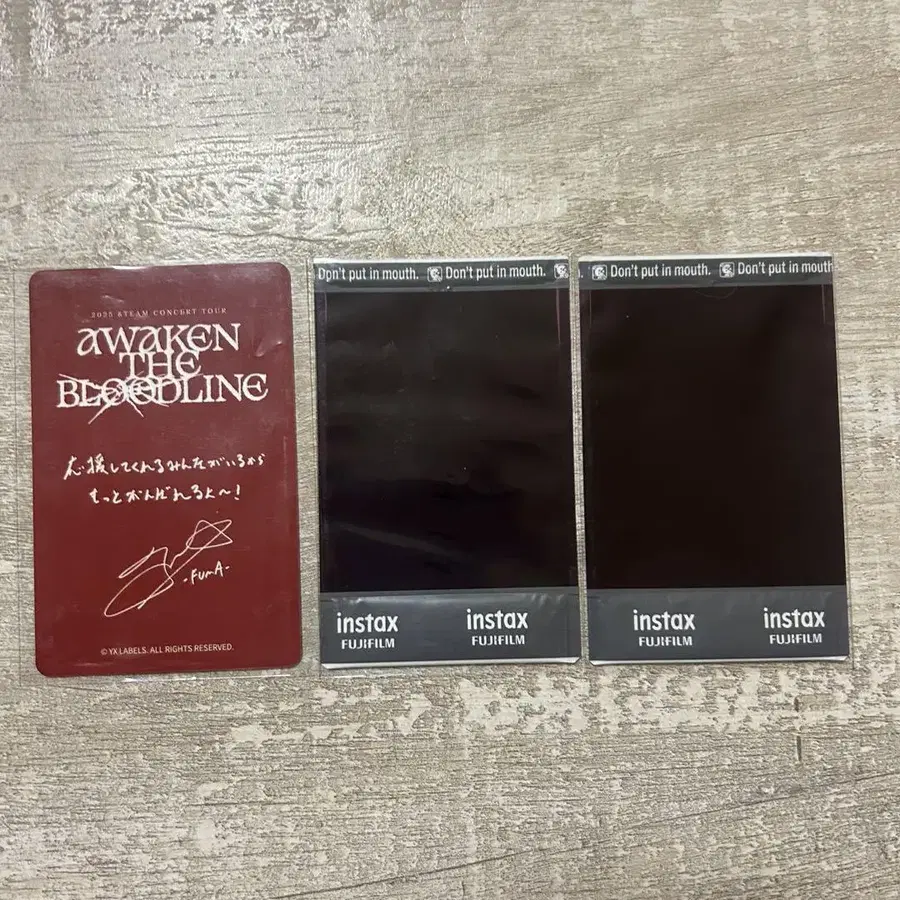 2025 &TEAM CONCERT TOUR
AWAKEN
THE
BLOODLINE
応援してくれるみんながいるから
もっとがんばれるよ〜!
-FUMA-
© YX LABELS. ALL RIGHTS RESERVED.
Don't put in mouth. Don't put in mouth.
instax instax
FUJIFILM FUJIFILM
Don't put in mouth. Don't put in mouth
instax instax
FUJIFILM FUJIFILM